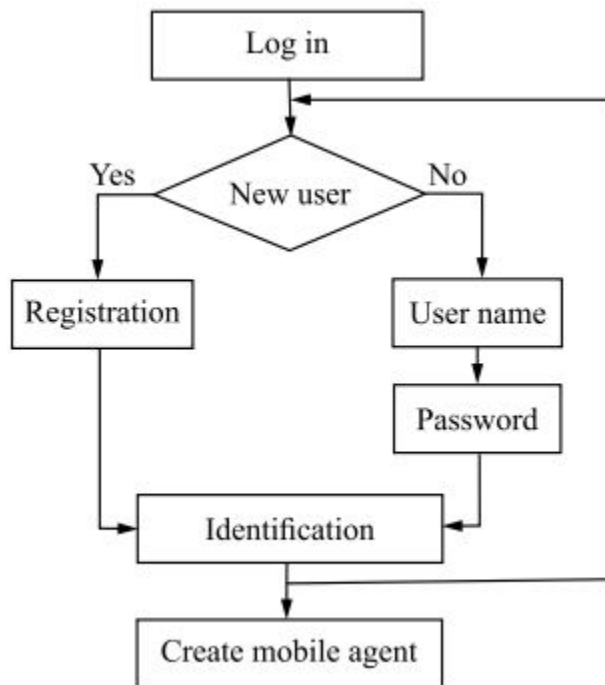 Log in
Yes
New user
No
Registration
User name
Password
Identification
Create mobile agent